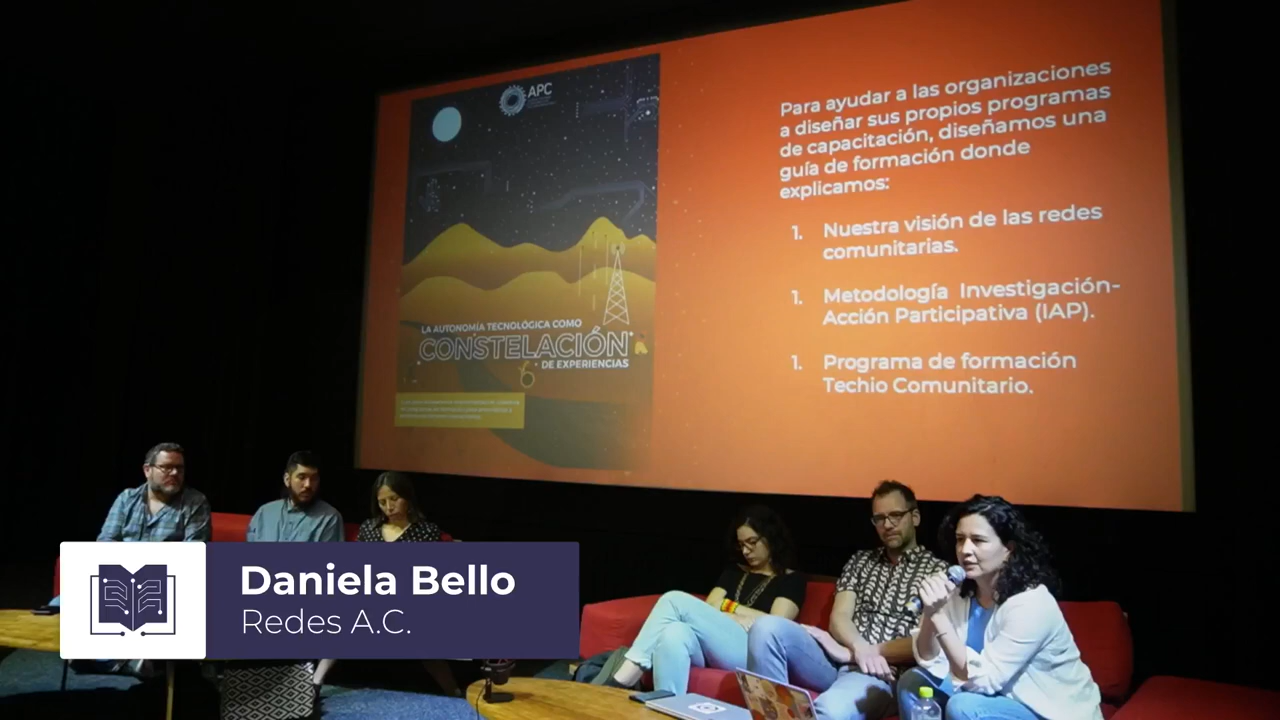 APC
LA AUTONOMÍA TECNOLÓGICA COMO
CONSTELACIÓN
DE EXPERIENCIAS
Para ayudar a las organizaciones
a diseñar sus propios programas
de capacitación, diseñamos una
guía de formación donde
explicamos:
1. Nuestra visión de las redes
comunitarias.
1. Metodología Investigación-
Acción Participativa (IAP).
1. Programa de formación
Techio Comunitario.
Daniela Bello
Redes A.C.